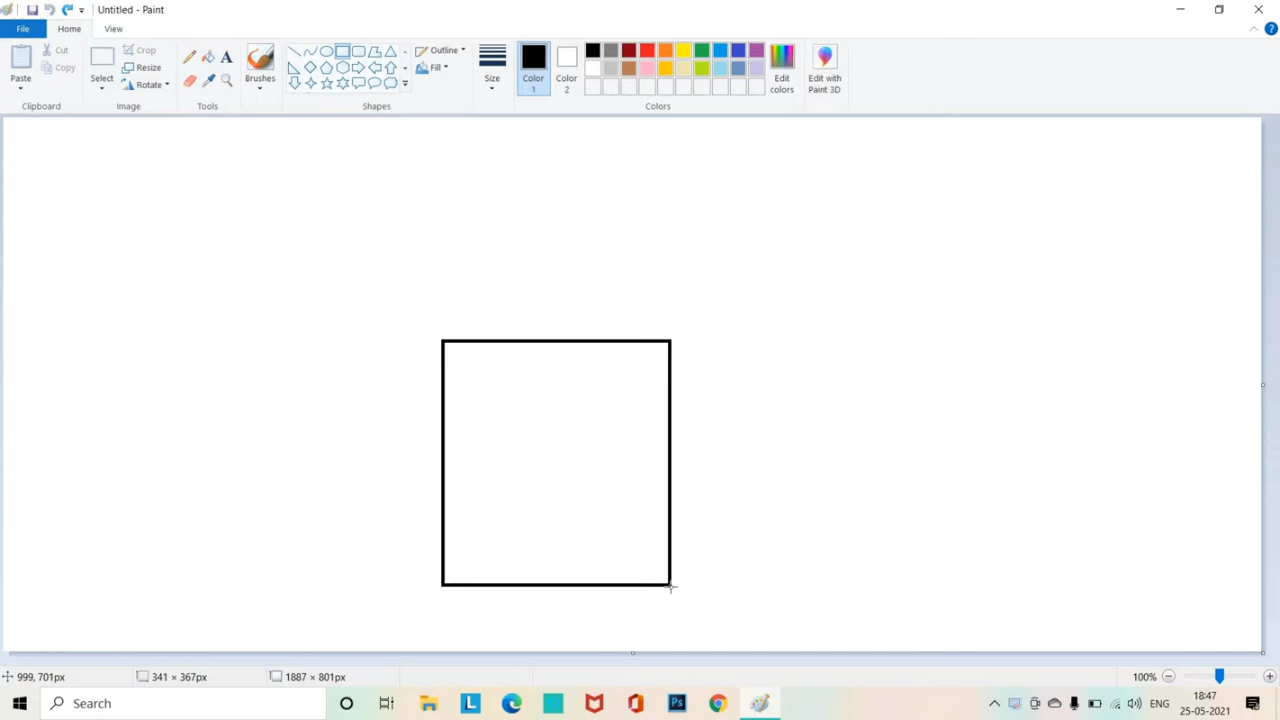 Untitled - Paint
File Home View
Paste
Cut
Copy
Clipboard
Select
Crop
Resize
Rotate
Image
Tools
Brushes
Shapes
Outline
Fill
Size
Color 1
Color 2
Colors
Edit colors
Edit with Paint 3D
999, 701px
341 × 367px
1887 × 801px
100%
Search
L
Ps
ENG
18:47
25-05-2021